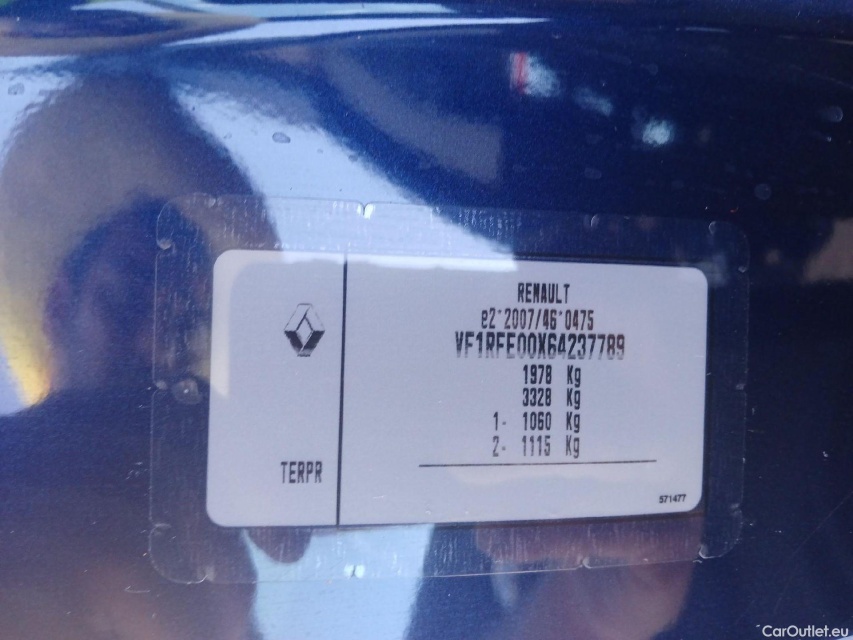 RENAULT
e2*2007/46*0475
VF1RFE00X64237789
1978 Kg
3328 Kg
1- 1060 Kg
2- 1115 Kg
TERPR
571477
CarOutlet.eu